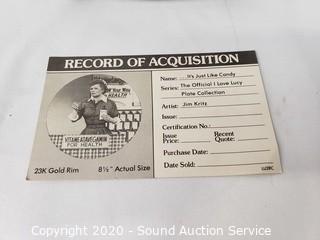 RECORD OF ACQUISITION
Your Way
HEALTH
VITAMEATAVEGAMIN
FOR HEALTH
23K Gold Rim 8½" Actual Size
Name: ...It's Just Like Candy
Series: The Official I Love Lucy
Plate Collection
Artist: Jim Kritz
Issue:
Certification No.:
Issue Price: Recent Quote:
Purchase Date:
Date Sold:
Copyright 2020 - Sound Auction Service